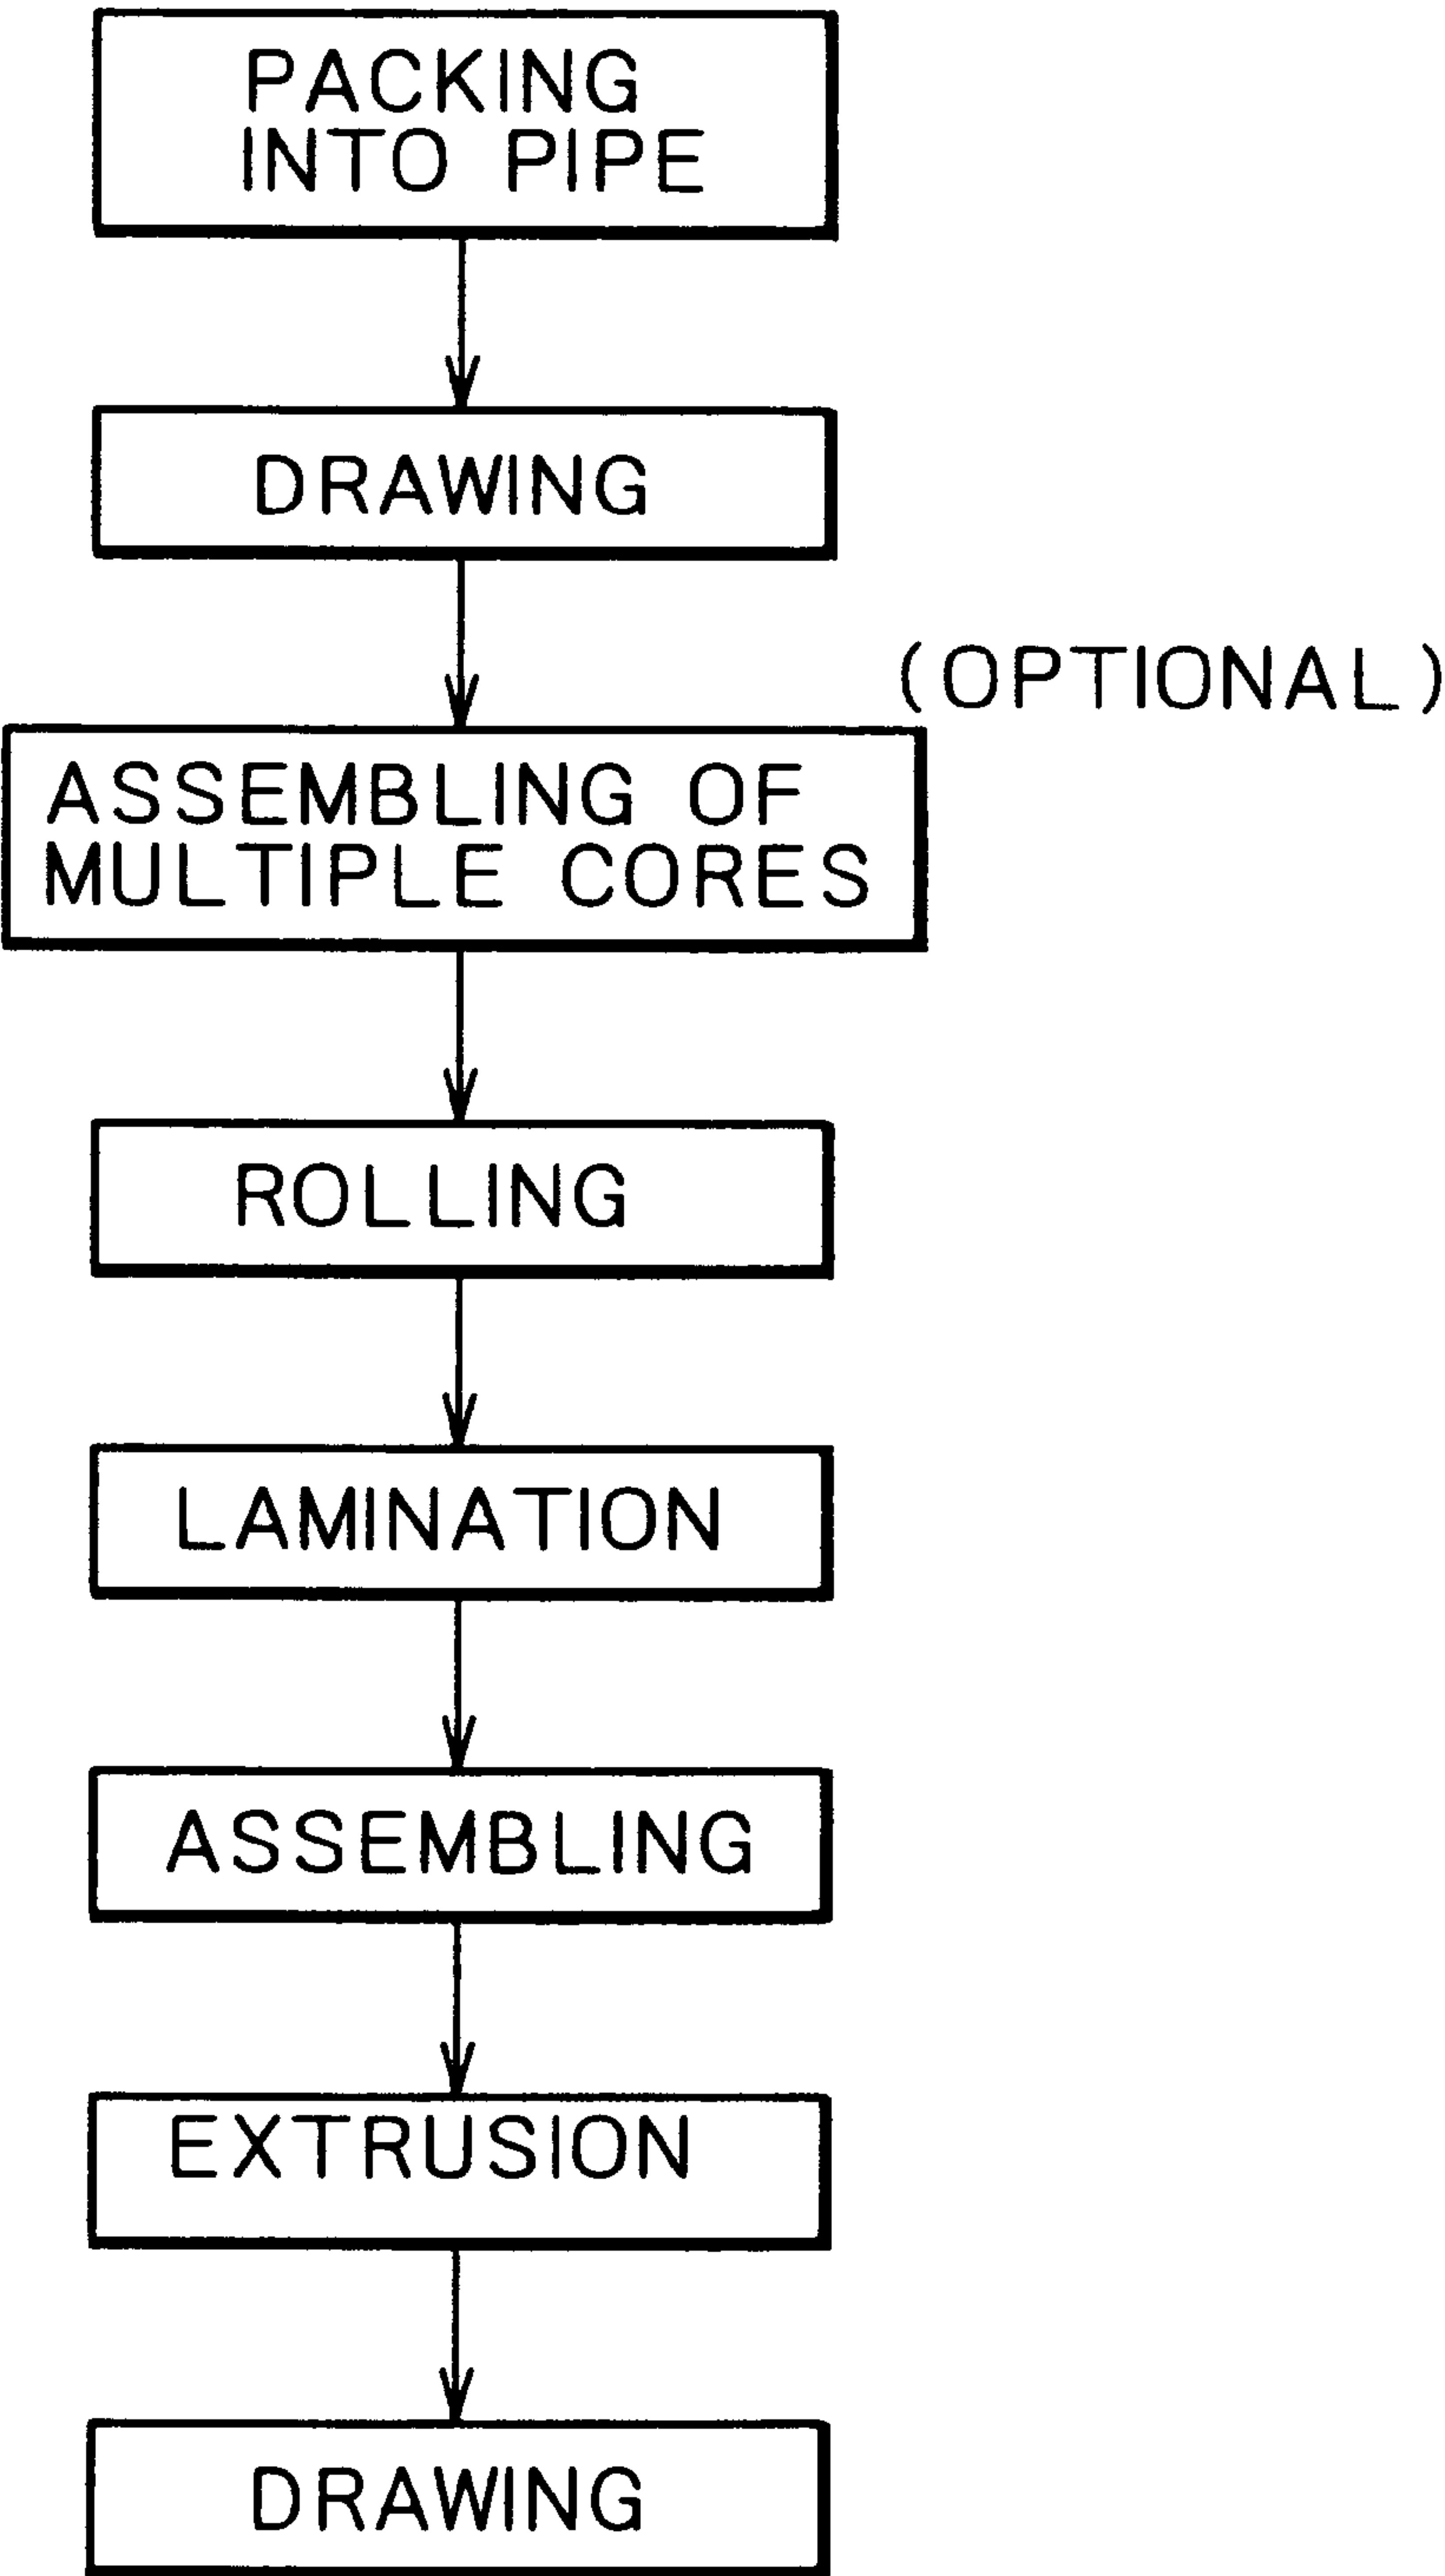 PACKING
INTO PIPE
DRAWING
(OPTIONAL)
ASSEMBLING OF
MULTIPLE CORES
ROLLING
LAMINATION
ASSEMBLING
EXTRUSION
DRAWING